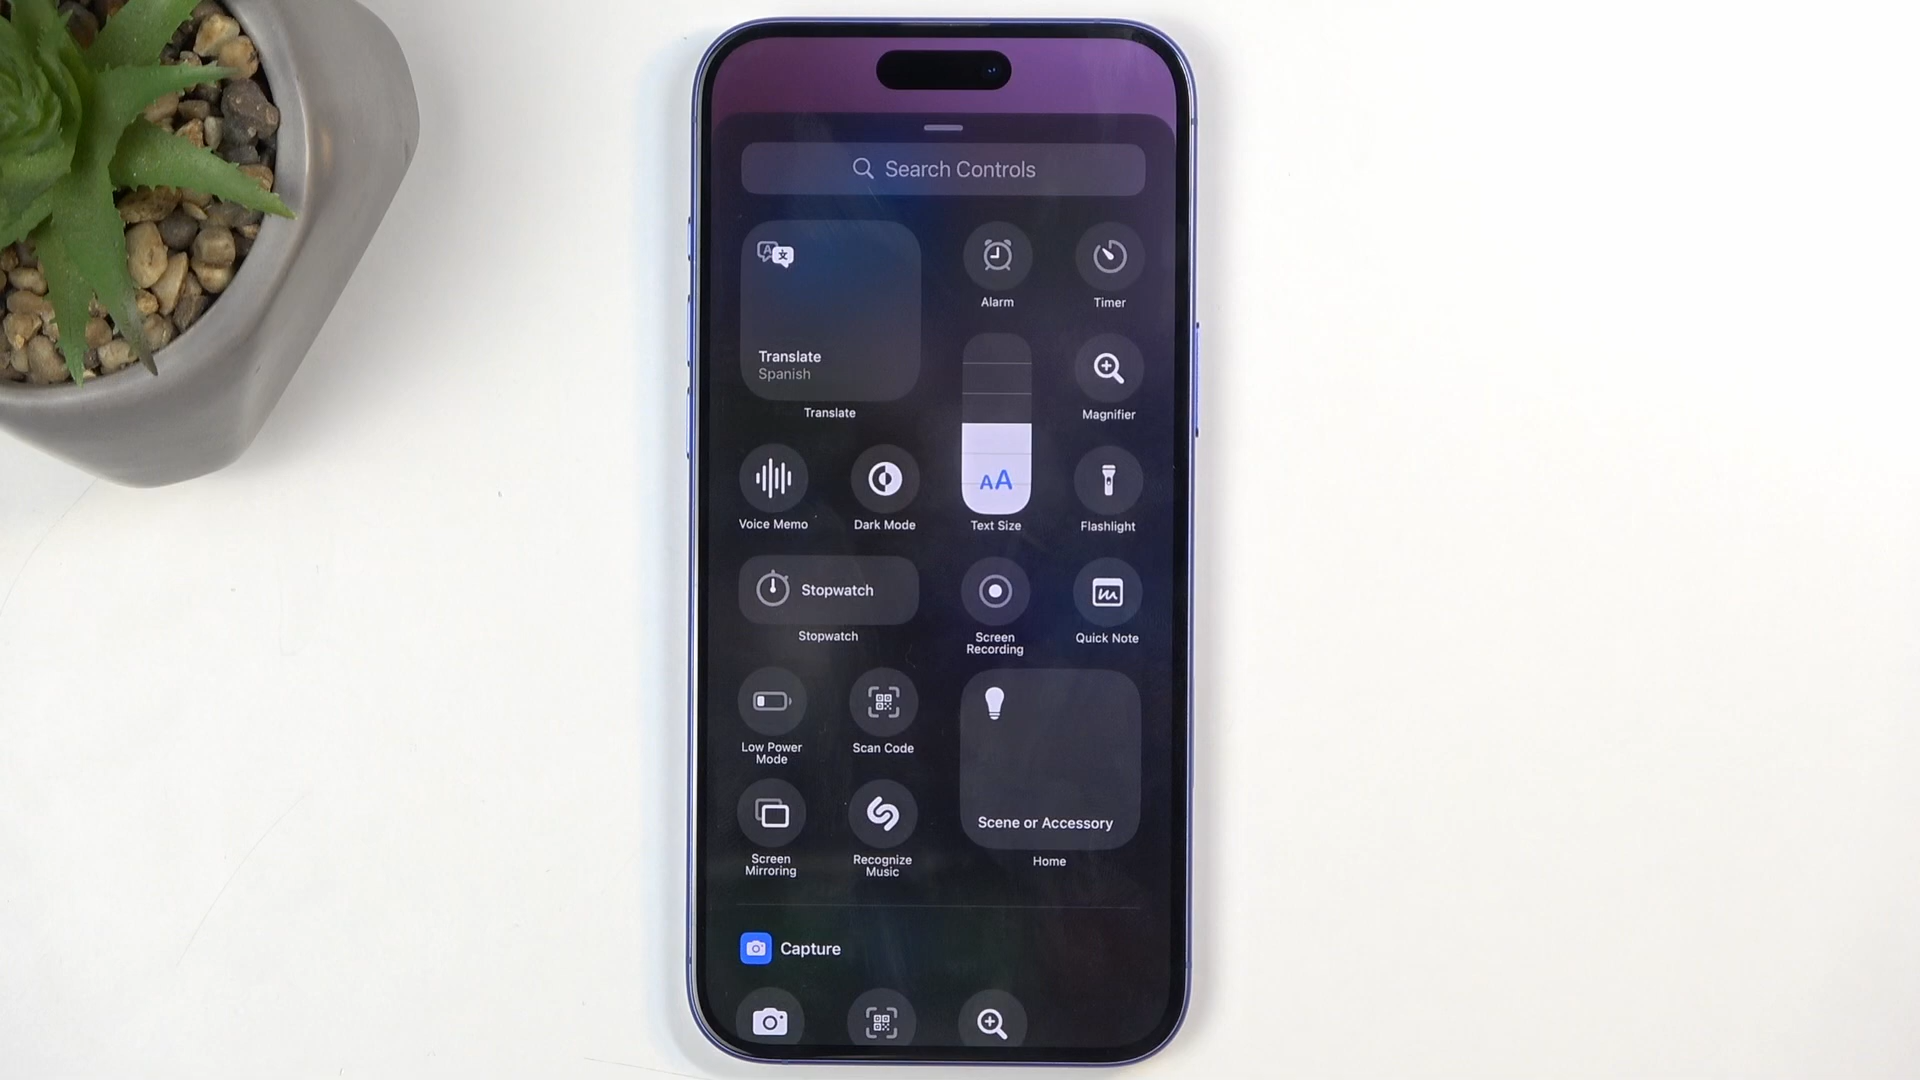 Search Controls
Alarm
Timer
Translate
Spanish
Translate
Magnifier
AA
Voice Memo
Dark Mode
Text Size
Flashlight
Stopwatch
Stopwatch
Screen
Recording
Quick Note
Low Power
Mode
Scan Code
Scene or Accessory
Screen
Mirroring
Recognize
Music
Home
Capture